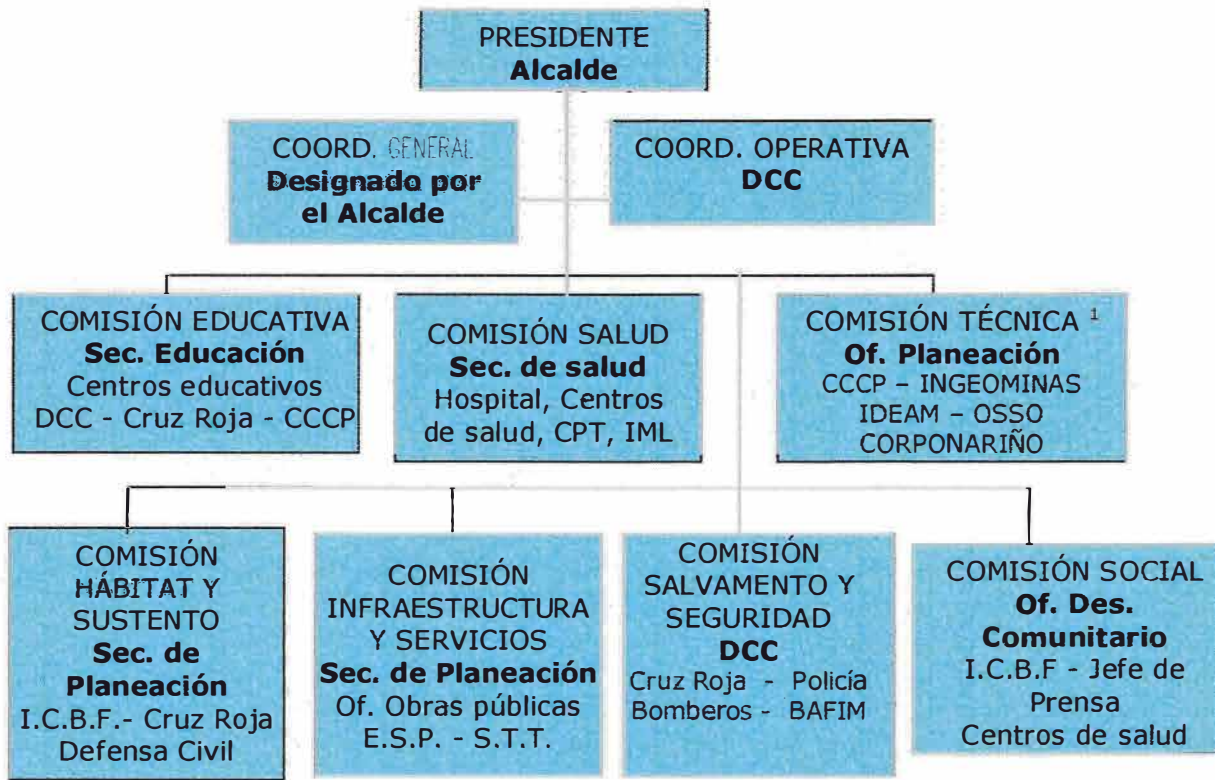 PRESIDENTE
Alcalde
COORD. GENERAL
Designado por
el Alcalde
COORD. OPERATIVA
DCC
COMISIÓN EDUCATIVA
Sec. Educación
Centros educativos
DCC - Cruz Roja - CCCP
COMISIÓN SALUD
Sec. de salud
Hospital, Centros
de salud, CPT, IML
COMISIÓN TÉCNICA ¹
Of. Planeación
CCCP – INGEOMINAS
IDEAM – OSSO
CORPONARIÑO
COMISIÓN
HÁBITAT Y
SUSTENTO
Sec. de
Planeación
I.C.B.F.- Cruz Roja
Defensa Civil
COMISIÓN
INFRAESTRUCTURA
Y SERVICIOS
Sec. de Planeación
Of. Obras públicas
E.S.P. - S.T.T.
COMISIÓN
SALVAMENTO Y
SEGURIDAD
DCC
Cruz Roja - Policía
Bomberos - BAFIM
COMISIÓN SOCIAL
Of. Des.
Comunitario
I.C.B.F - Jefe de
Prensa
Centros de salud